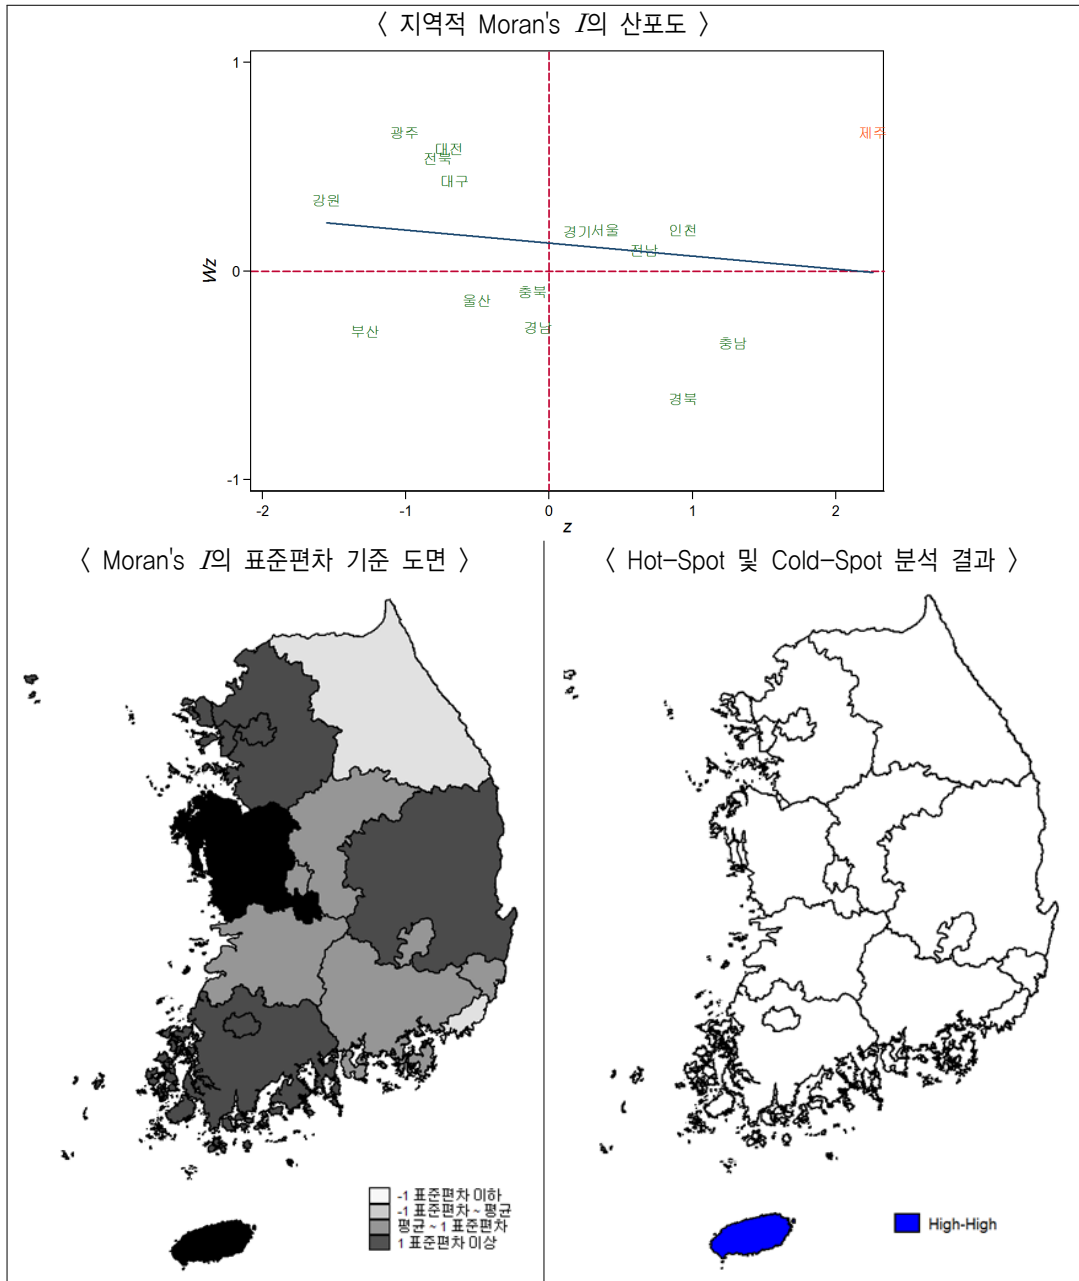 〈 지역적 Moran's I의 산포도 〉
1
광주
제주
대전
전북
대구
강원
경기
서울
인천
전남
Wz
0
충북
울산
경남
부산
충남
경북
-1
-2
-1
0
1
2
z
〈 Moran's I의 표준편차 기준 도면 〉
-1 표준편차 이하
-1 표준편차 ~ 평균
평균 ~ 1 표준편차
1 표준편차 이상
〈 Hot-Spot 및 Cold-Spot 분석 결과 〉
High-High